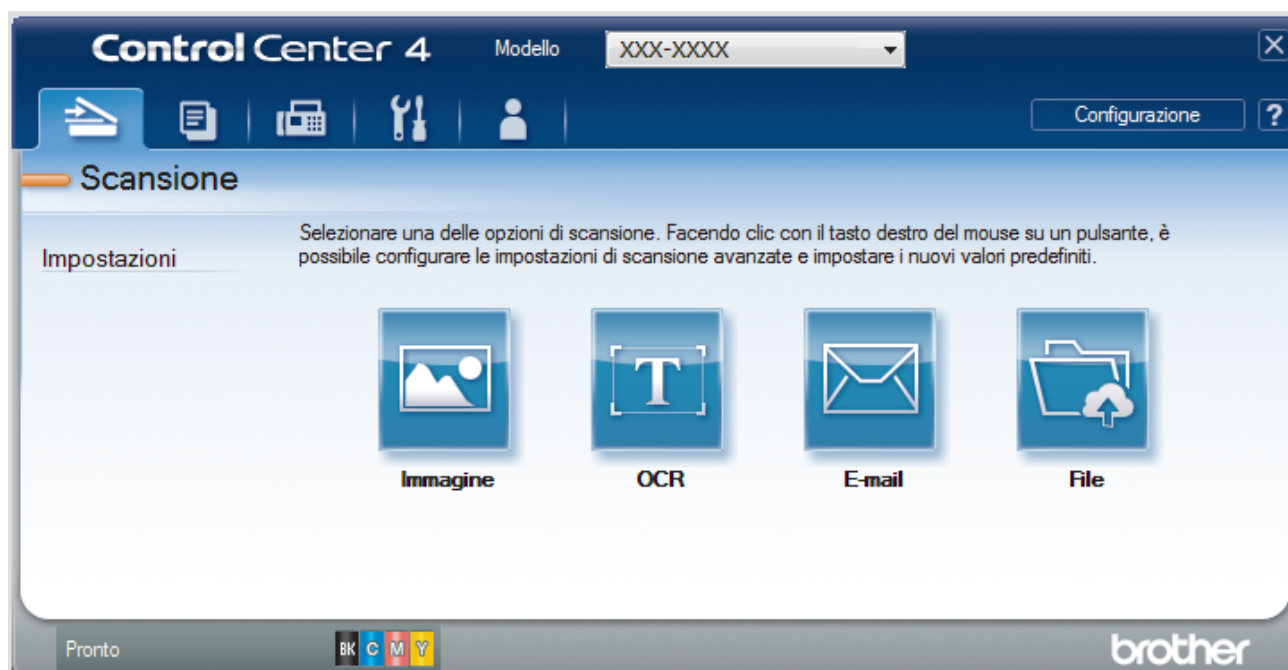 Control Center 4 Modello XXX-XXXX X
Configurazione ?
Scansione
Impostazioni
Selezionare una delle opzioni di scansione. Facendo clic con il tasto destro del mouse su un pulsante, è
possibile configurare le impostazioni di scansione avanzate e impostare i nuovi valori predefiniti.
T
Immagine OCR E-mail File
Pronto BK C M Y brother